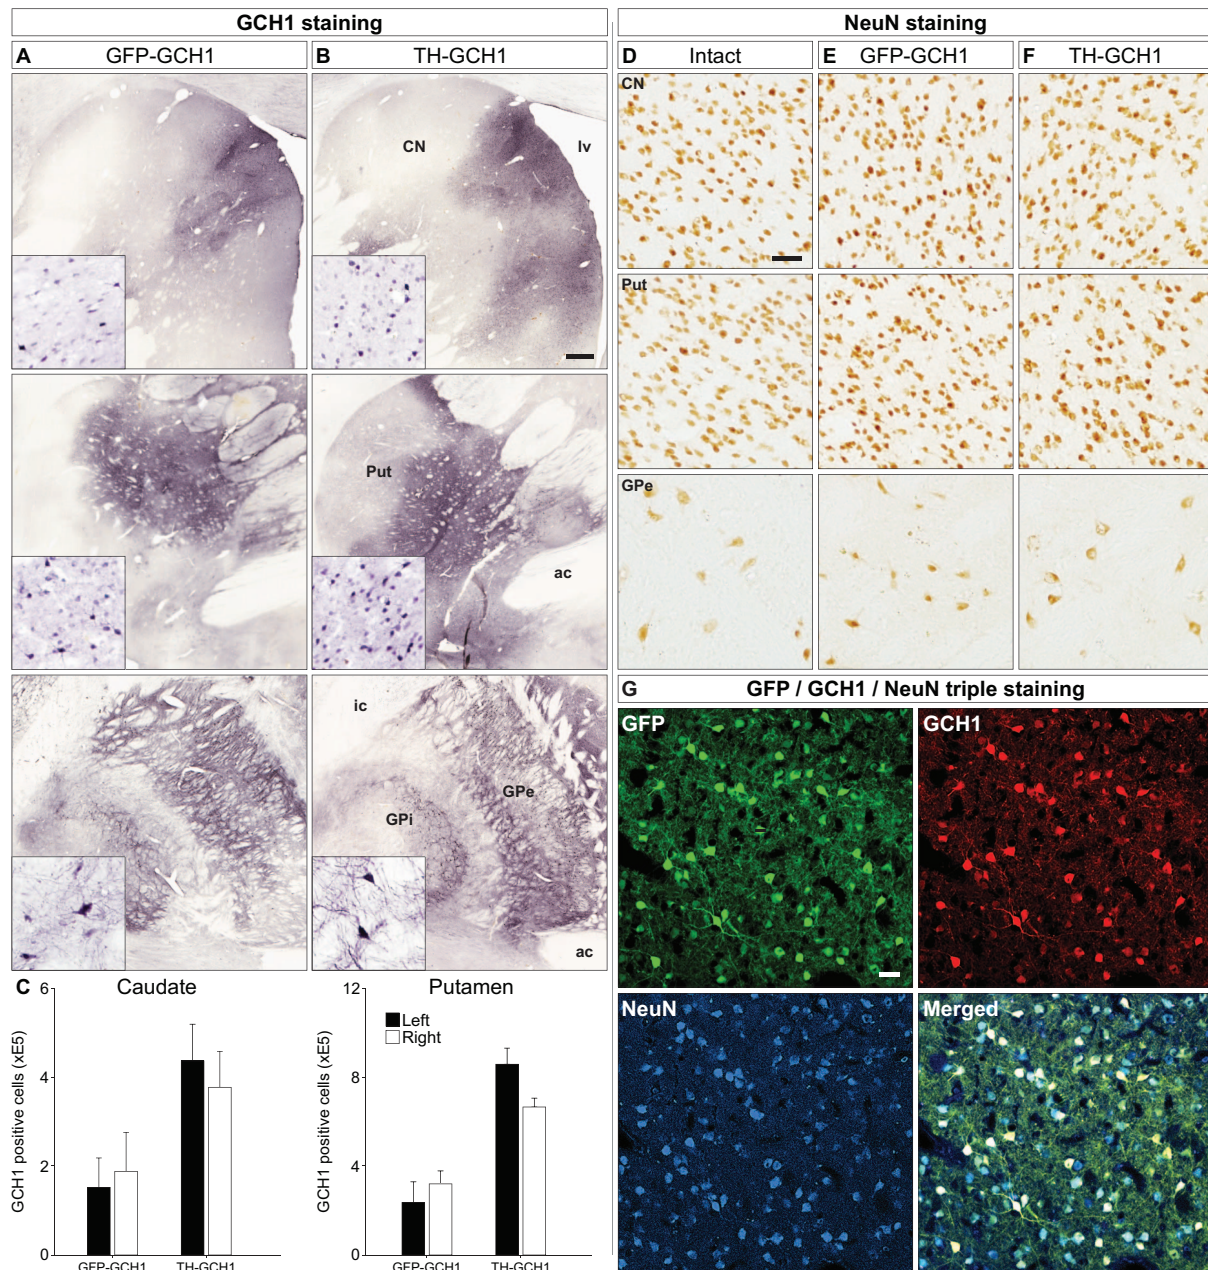 GCH1 staining
A GFP-GCH1
B TH-GCH1
CN
lv
Put
ac
ic
GPe
GPi
ac
C Caudate
GCH1 positive cells (xE5)
6
4
2
0
GFP-GCH1 TH-GCH1
Putamen
GCH1 positive cells (xE5)
12
8
4
0
Left
Right
GFP-GCH1 TH-GCH1
NeuN staining
D Intact
E GFP-GCH1
F TH-GCH1
CN
Put
GPe
G GFP / GCH1 / NeuN triple staining
GFP
GCH1
NeuN
Merged